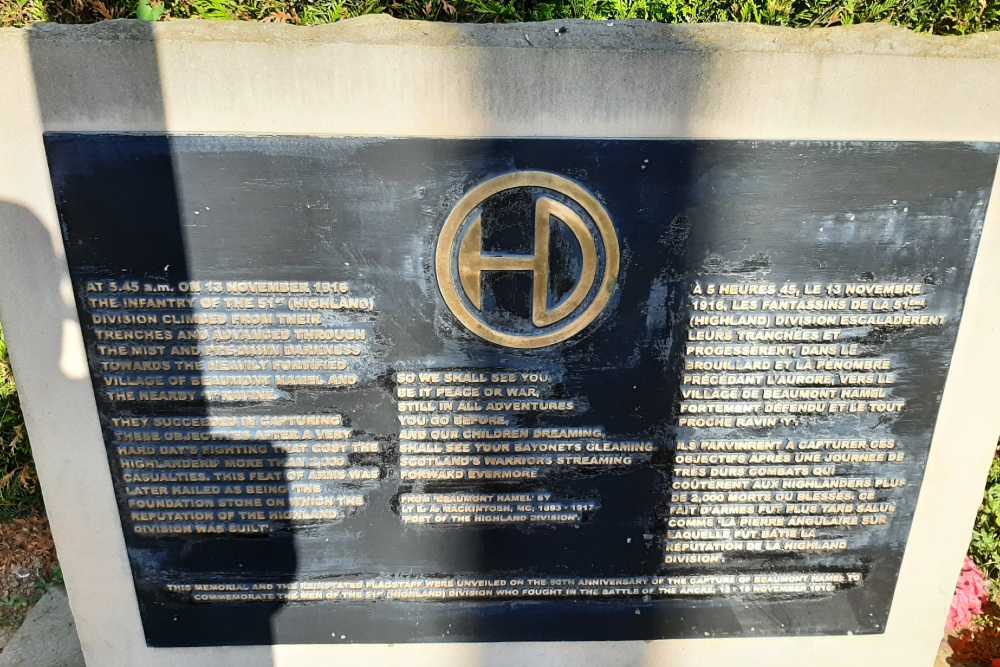 HD
AT 5.45 a.m. ON 13 NOVEMBER 1916
THE INFANTRY OF THE 51ST (HIGHLAND)
DIVISION CLIMBED FROM THEIR
TRENCHES AND ADVANCED THROUGH
THE MIST AND PRE-DAWN DARKNESS
TOWARDS THE HEAVILY FORTIFIED
VILLAGE OF BEAUMONT HAMEL AND
THE NEARBY 'Y' RAVINE.
THEY SUCCEEDED IN CAPTURING
THESE OBJECTIVES AFTER A VERY
HARD DAY'S FIGHTING THAT COST THE
HIGHLANDERS' MORE THAN 2,000
CASUALTIES. THIS FEAT OF ARMS WAS
LATER HAILED AS BEING 'THE
FOUNDATION STONE ON WHICH THE
REPUTATION OF THE HIGHLAND
DIVISION WAS BUILT'.
SO WE SHALL SEE YOU,
BE IT PEACE OR WAR,
STILL IN ALL ADVENTURES
YOU GO BEFORE,
AND OUR CHILDREN DREAMING,
SHALL SEE YOUR BAYONETS GLEAMING
SCOTLAND'S WARRIORS STREAMING
FORWARD EVERMORE.
FROM 'BEAUMONT HAMEL' BY
LT E. A. MACKINTOSH, MC, 1893 - 1917
'POET OF THE HIGHLAND DIVISION'.
À 5 HEURES 45, LE 13 NOVEMBRE
1916, LES FANTASSINS DE LA 51ÈME
(HIGHLAND) DIVISION ESCALADÈRENT
LEURS TRANCHÉES ET
PROGESSÈRENT, DANS LE
BROUILLARD ET LA PÉNOMBRE
PRÉCÉDANT L'AURORE, VERS LE
VILLAGE DE BEAUMONT HAMEL
FORTEMENT DÉFENDU ET LE TOUT
PROCHE RAVIN 'Y'.
ILS PARVINRENT À CAPTURER CES
OBJECTIFS APRÈS UNE JOURNÉE DE
TRÈS DURS COMBATS QUI
COÛTÈRENT AUX HIGHLANDERS PLUS
DE 2,000 MORTS OU BLESSÉS. CE
FAIT D'ARMES FUT PLUS TARD SALUÉ
COMME 'LA PIERRE ANGULAIRE SUR
LAQUELLE FUT BÂTIE LA
RÉPUTATION DE LA HIGHLAND
DIVISION'.
THIS MEMORIAL AND THE REINSTATED FLAGSTAFF WERE UNVEILED ON THE 90TH ANNIVERSARY OF THE CAPTURE OF BEAUMONT HAMEL TO
COMMEMORATE THE MEN OF THE 51ST (HIGHLAND) DIVISION WHO FOUGHT IN THE BATTLE OF THE ANCRE, 13 18 NOVEMBER 1916.